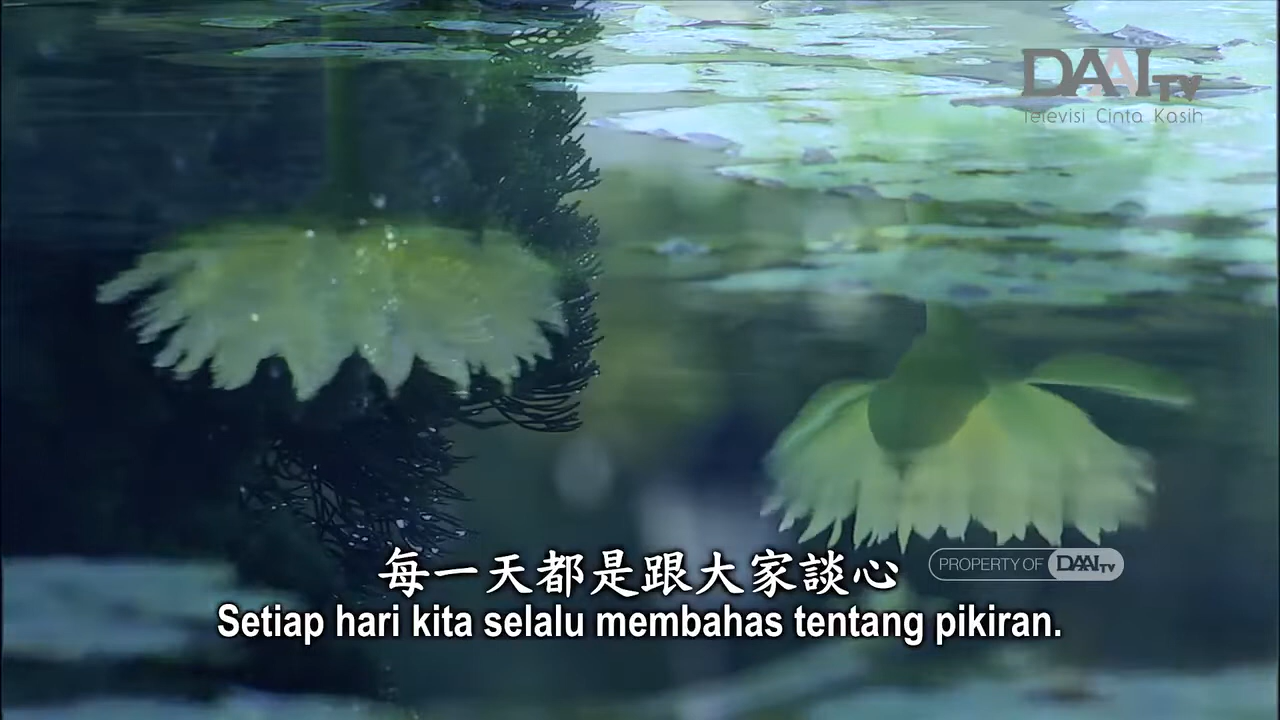 DAAI TV
Televisi Cinta Kasih
每一天都是跟大家談心
PROPERTY OF DAAI TV
Setiap hari kita selalu membahas tentang pikiran.